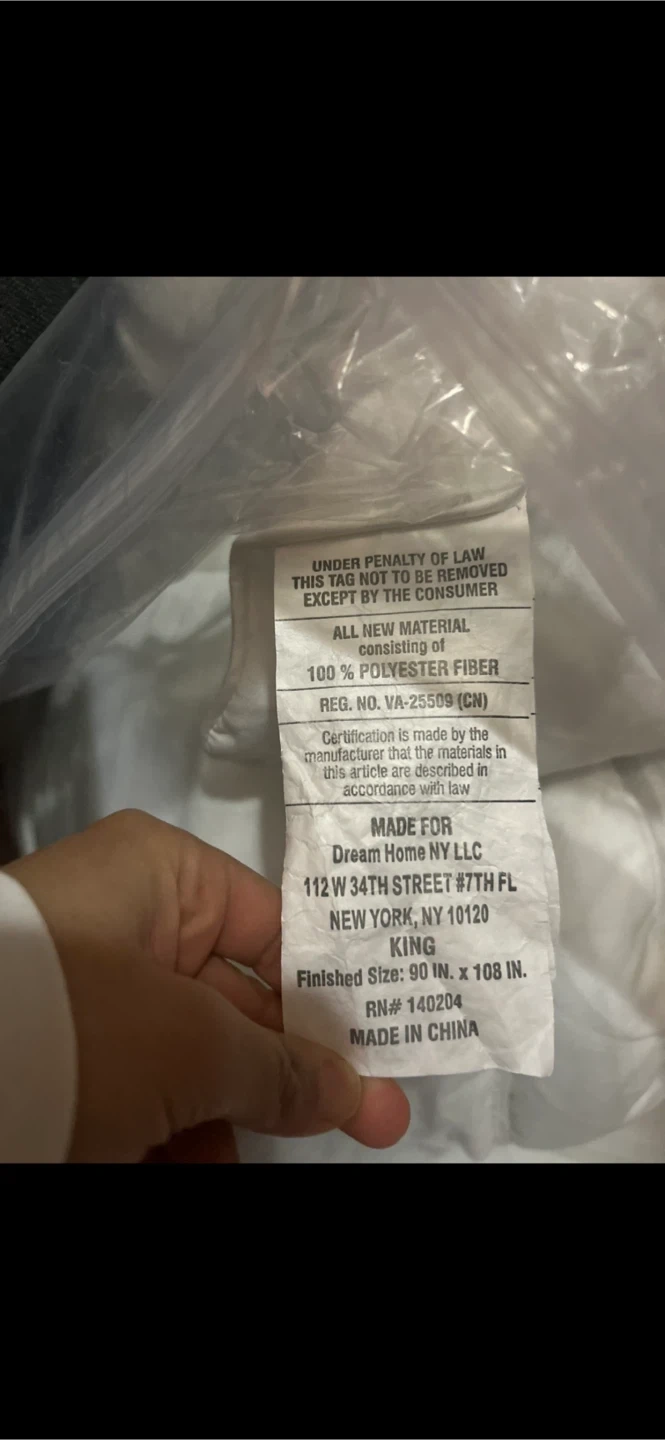 UNDER PENALTY OF LAW
THIS TAG NOT TO BE REMOVED
EXCEPT BY THE CONSUMER
ALL NEW MATERIAL
consisting of
100 % POLYESTER FIBER
REG. NO. VA-25509 (CN)
Certification is made by the
manufacturer that the materials in
this article are described in
accordance with law
MADE FOR
Dream Home NY LLC
112 W 34TH STREET #7TH FL
NEW YORK, NY 10120
KING
Finished Size: 90 IN. x 108 IN.
RN# 140204
MADE IN CHINA